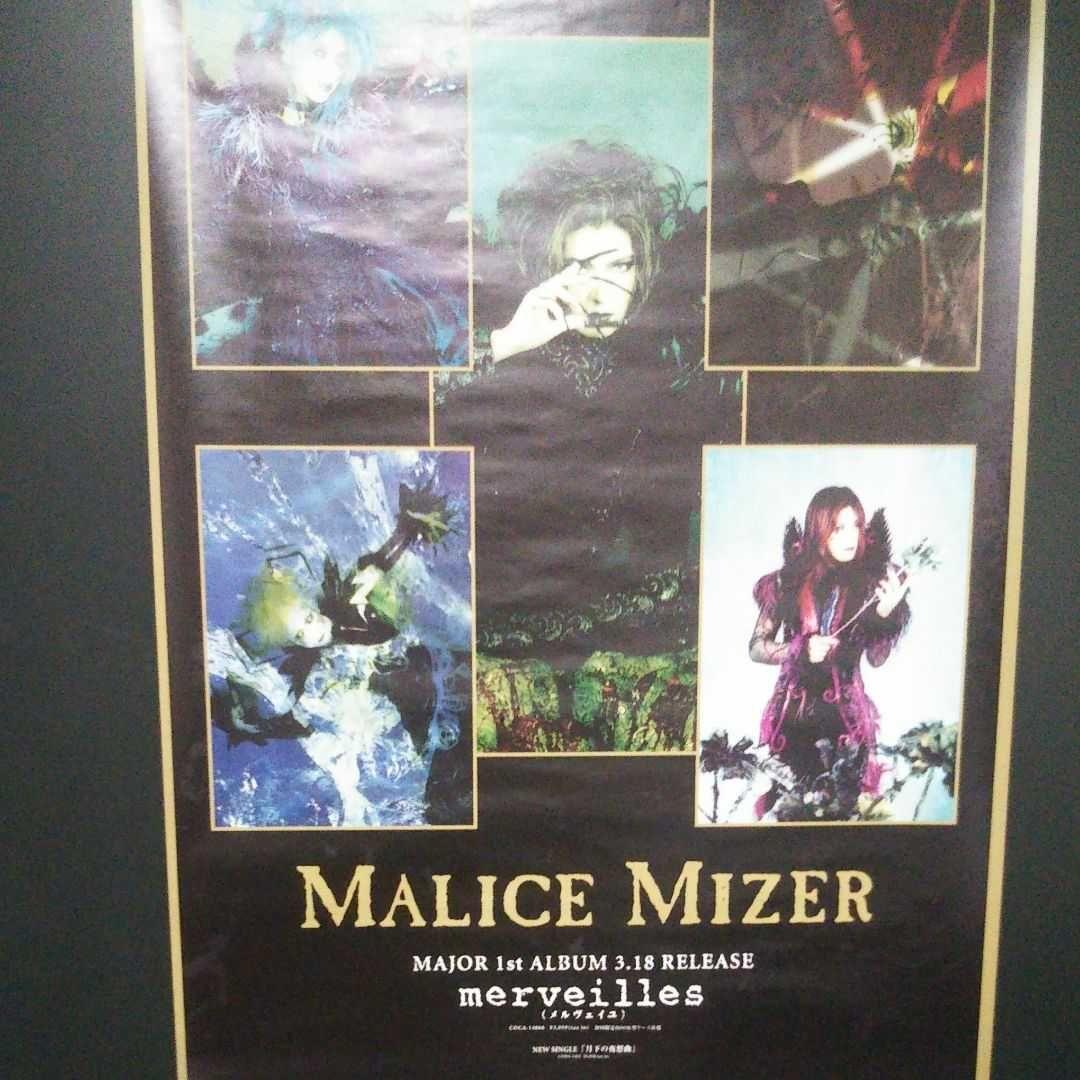 MALICE MIZER
MAJOR 1st ALBUM 3.18 RELEASE
merveilles
(メルヴェイユ)
NEW SINGLE「月下の夜想曲」